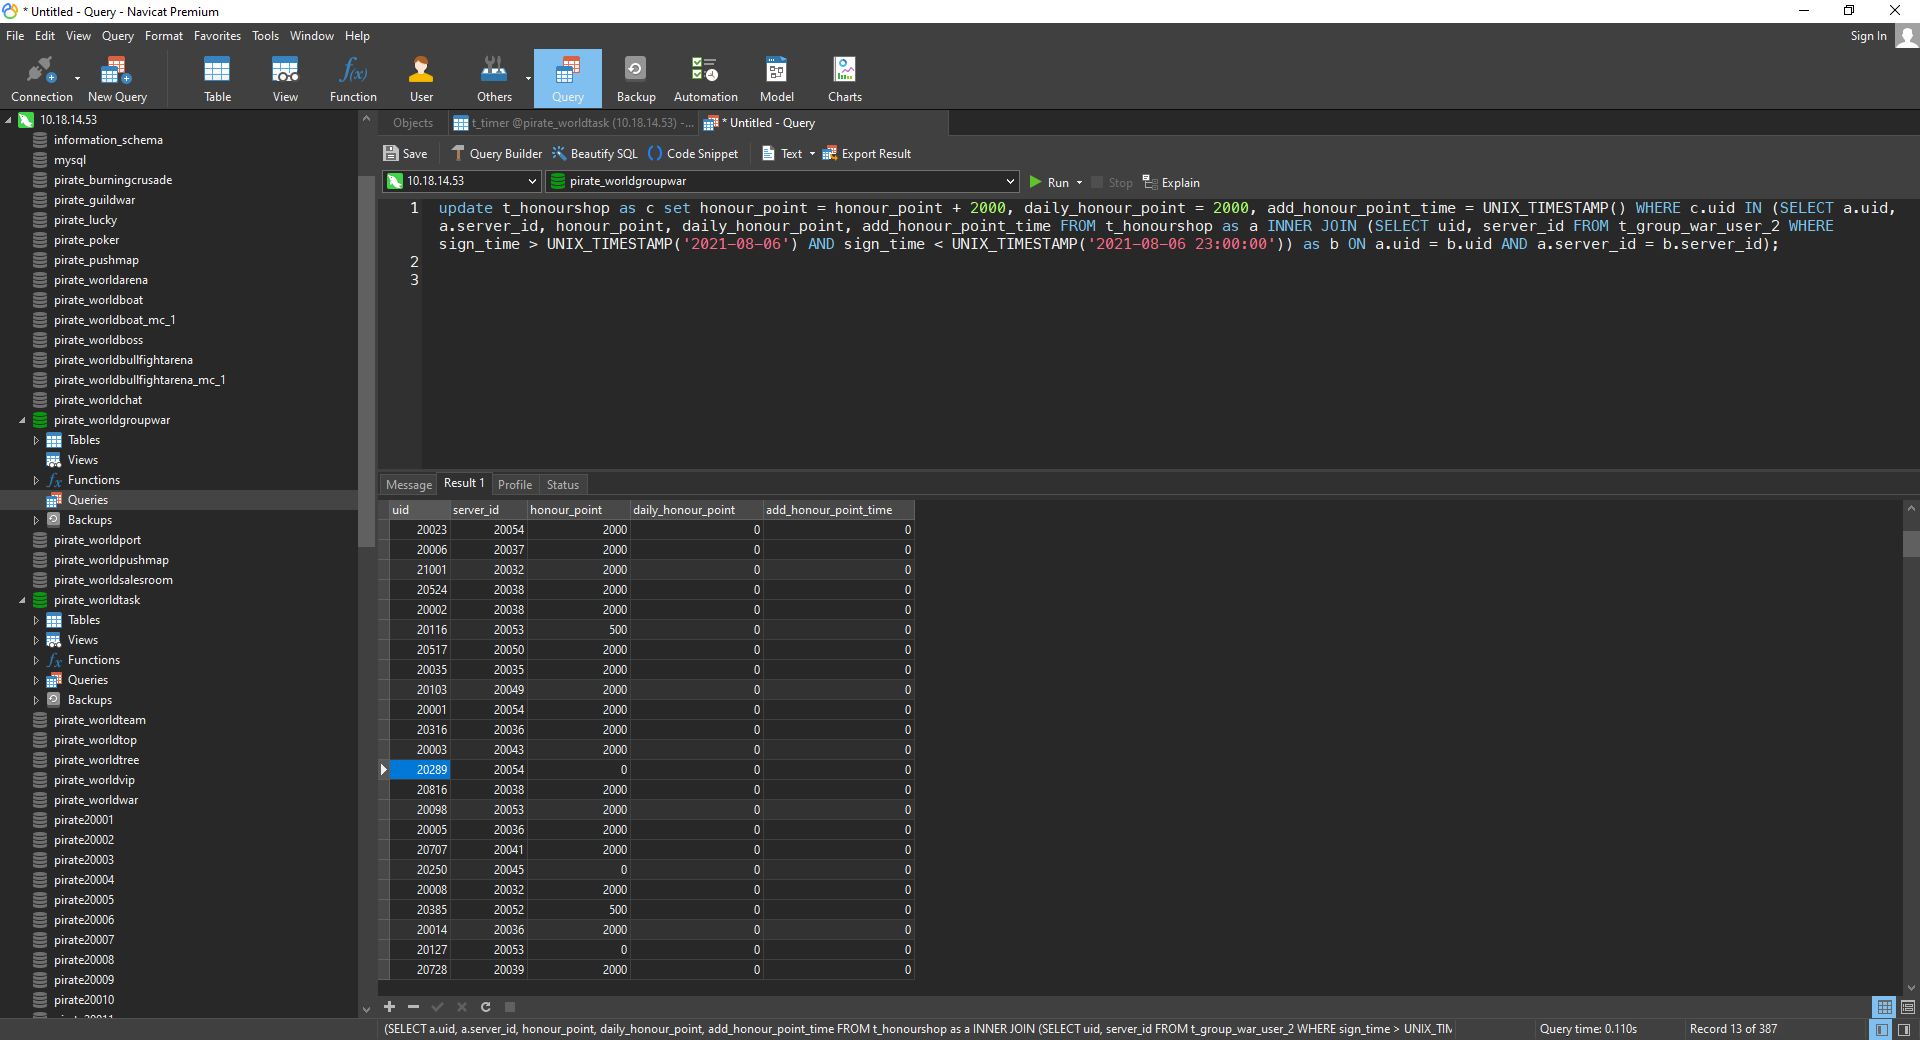 * Untitled - Query - Navicat Premium
File Edit View Query Format Favorites Tools Window Help
Sign In
Connection New Query Table View Function User Others Query Backup Automation Model Charts
f(x)
10.18.14.53
information_schema
mysql
pirate_burningcrusade
pirate_guildwar
pirate_lucky
pirate_poker
pirate_pushmap
pirate_worldarena
pirate_worldboat
pirate_worldboat_mc_1
pirate_worldboss
pirate_worldbullfightarena
pirate_worldbullfightarena_mc_1
pirate_worldchat
pirate_worldgroupwar
Tables
Views
Functions
Queries
Backups
pirate_worldport
pirate_worldpushmap
pirate_worldsalesroom
pirate_worldtask
Tables
Views
Functions
Queries
Backups
pirate_worldteam
pirate_worldtop
pirate_worldtree
pirate_worldvip
pirate_worldwar
pirate20001
pirate20002
pirate20003
pirate20004
pirate20005
pirate20006
pirate20007
pirate20008
pirate20009
pirate20010
Objects t_timer @pirate_worldtask (10.18.14.53) -... * Untitled - Query
Save Query Builder Beautify SQL Code Snippet Text Export Result
10.18.14.53 pirate_worldgroupwar Run Stop Explain
1 update t_honourshop as c set honour_point = honour_point + 2000, daily_honour_point = 2000, add_honour_point_time = UNIX_TIMESTAMP() WHERE c.uid IN (SELECT a.uid,
a.server_id, honour_point, daily_honour_point, add_honour_point_time FROM t_honourshop as a INNER JOIN (SELECT uid, server_id FROM t_group_war_user_2 WHERE
sign_time > UNIX_TIMESTAMP('2021-08-06') AND sign_time < UNIX_TIMESTAMP('2021-08-06 23:00:00')) as b ON a.uid = b.uid AND a.server_id = b.server_id);
2
3
Message Result 1 Profile Status
uid server_id honour_point daily_honour_point add_honour_point_time
20023 20054 2000 0 0
20006 20037 2000 0 0
21001 20032 2000 0 0
20524 20038 2000 0 0
20002 20038 2000 0 0
20116 20053 500 0 0
20517 20050 2000 0 0
20035 20035 2000 0 0
20103 20049 2000 0 0
20001 20054 2000 0 0
20316 20036 2000 0 0
20003 20043 2000 0 0
20289 20054 0 0 0
20816 20038 2000 0 0
20098 20053 2000 0 0
20005 20036 2000 0 0
20707 20041 2000 0 0
20250 20045 0 0 0
20008 20032 2000 0 0
20385 20052 500 0 0
20014 20036 2000 0 0
20127 20053 0 0 0
20728 20039 2000 0 0
(SELECT a.uid, a.server_id, honour_point, daily_honour_point, add_honour_point_time FROM t_honourshop as a INNER JOIN (SELECT uid, server_id FROM t_group_war_user_2 WHERE sign_time > UNIX_TIM Query time: 0.110s Record 13 of 387